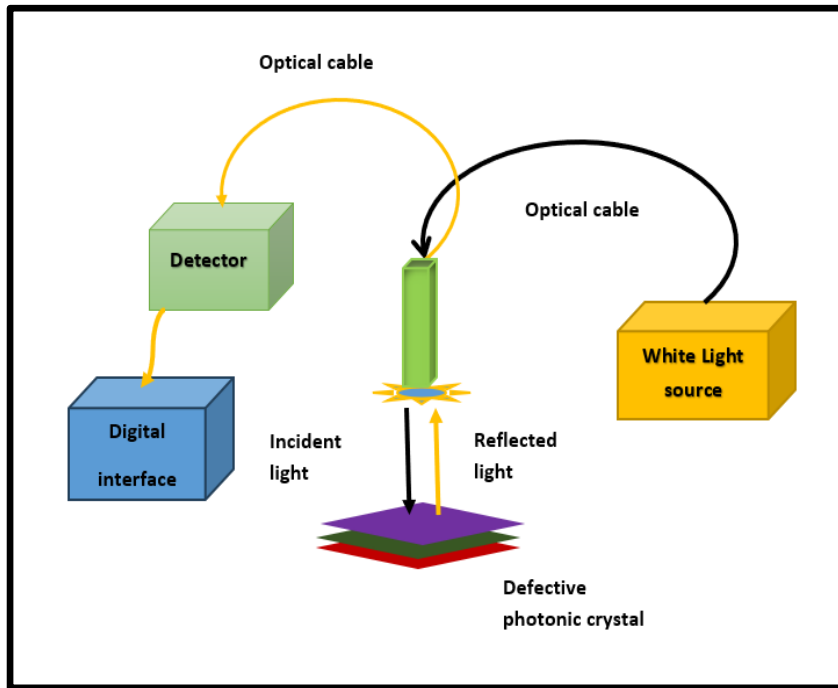 Optical cable
Optical cable
Detector
White Light
source
Digital
interface
Incident
light
Reflected
light
Defective
photonic crystal